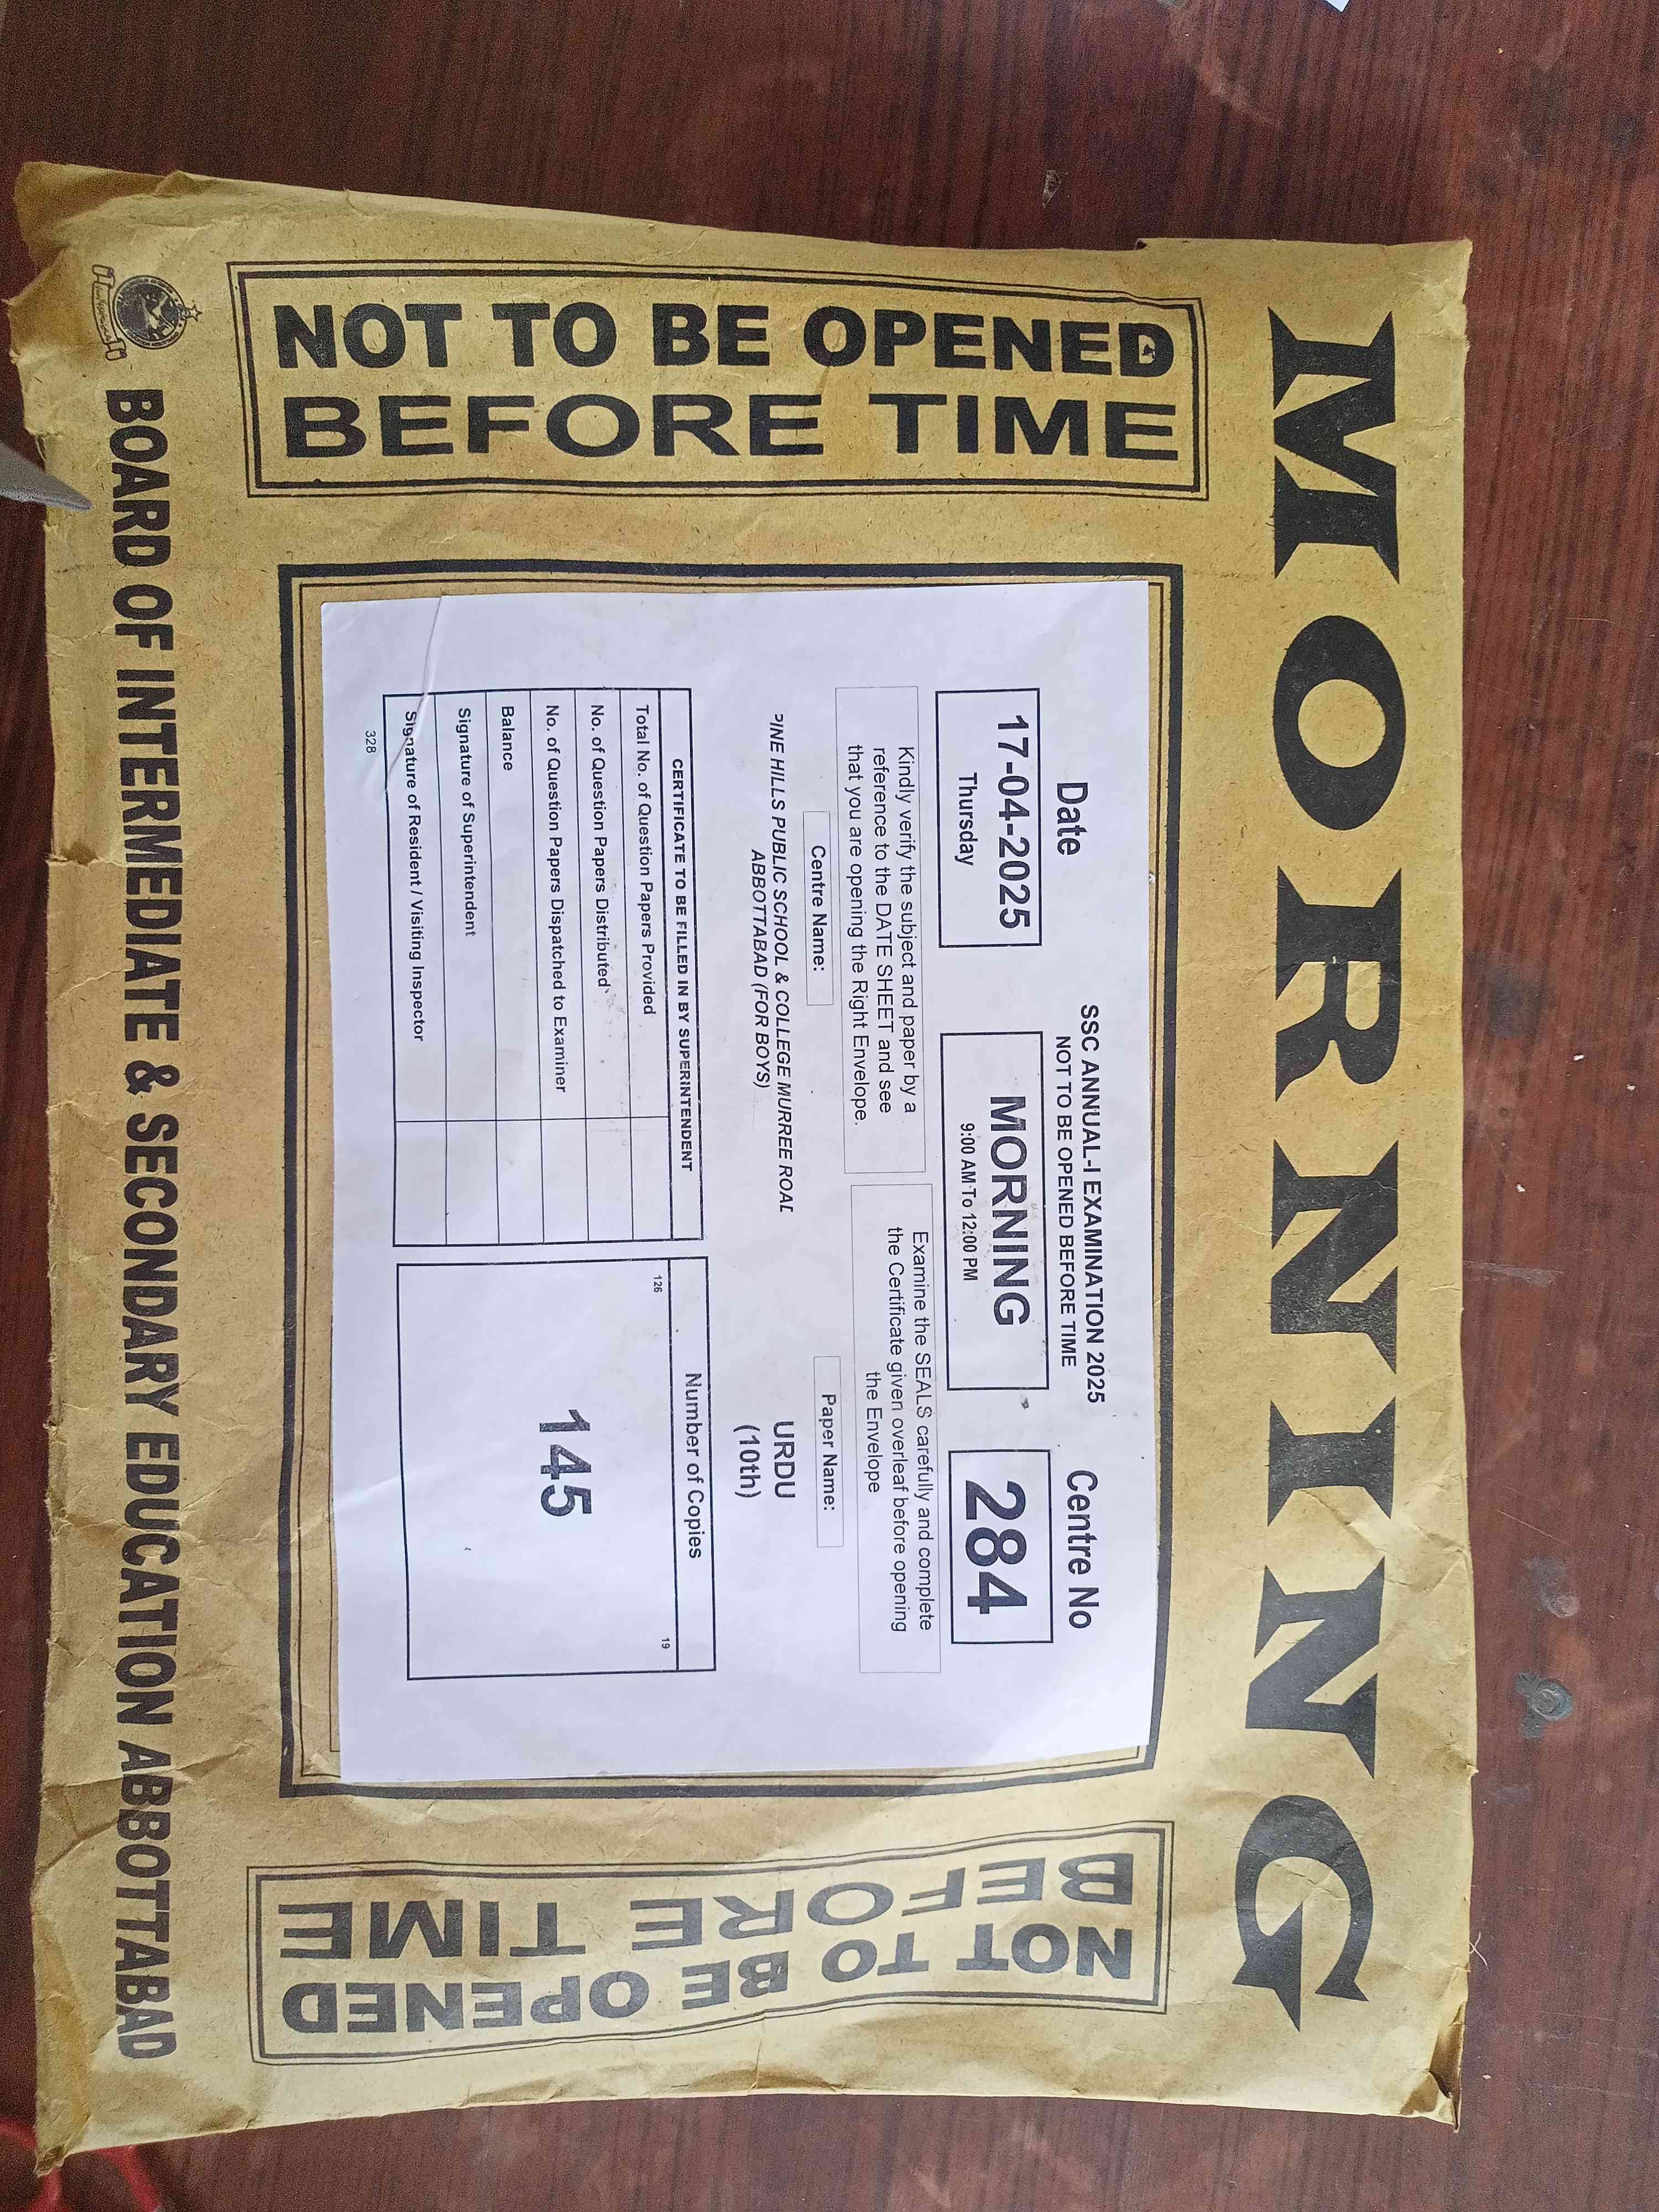 MORNING
NOT TO BE OPENED
BEFORE TIME
SSC ANNUAL-I EXAMINATION 2025
NOT TO BE OPENED BEFORE TIME
Date
17-04-2025
Thursday
MORNING
9:00 AM To 12:00 PM
Centre No
284
Kindly verify the subject and paper by a
reference to the DATE SHEET and see
that you are opening the Right Envelope.
Examine the SEALS carefully and complete
the Certificate given overleaf before opening
the Envelope
Centre Name:
PINE HILLS PUBLIC SCHOOL & COLLEGE MURREE ROAD
ABBOTTABAD (FOR BOYS)
Paper Name:
URDU
(10th)
CERTIFICATE TO BE FILLED IN BY SUPERINTENDENT
Total No. of Question Papers Provided
No. of Question Papers Distributed
No. of Question Papers Dispatched to Examiner
Balance
Signature of Superintendent
Signature of Resident / Visiting Inspector
328
Number of Copies
126
19
145
NOT TO BE OPENED
BEFORE TIME
BOARD OF INTERMEDIATE & SECONDARY EDUCATION ABBOTTABAD